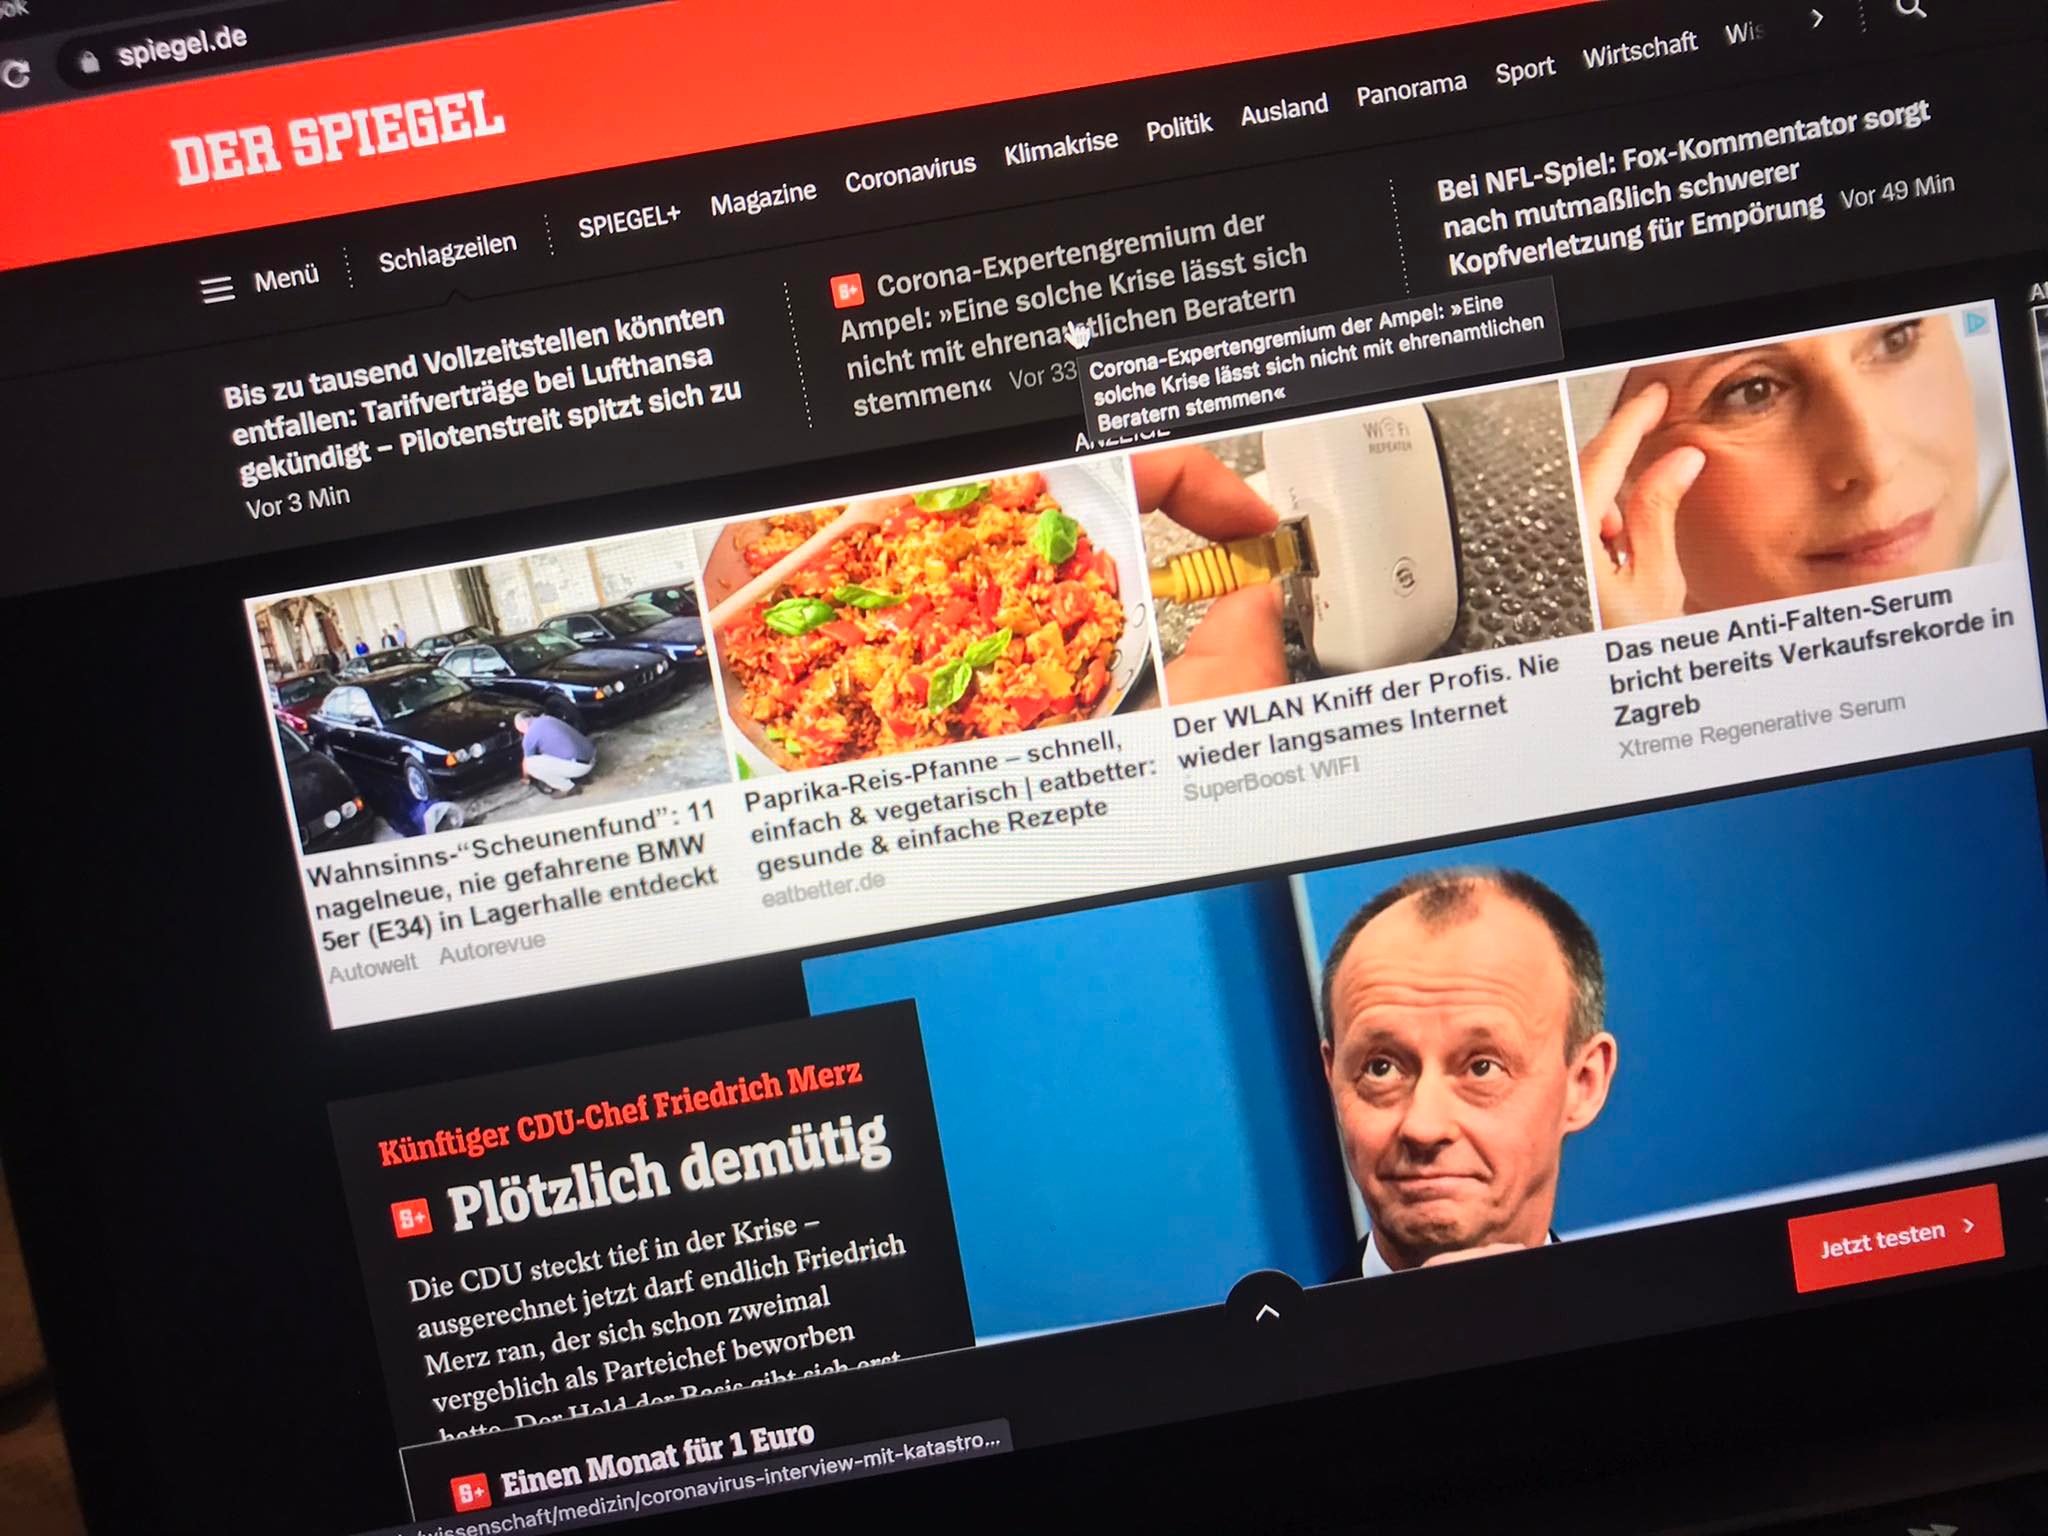 spiegel.de
DER SPIEGEL
Menü
Schlagzeilen
SPIEGEL+
Magazine
Coronavirus
Klimakrise
Politik
Ausland
Panorama
Sport
Wirtschaft
Bis zu tausend Vollzeitstellen könnten
entfallen: Tarifverträge bei Lufthansa
gekündigt – Pilotenstreit spitzt sich zu
Vor 3 Min
S+ Corona-Expertengremium der
Ampel: »Eine solche Krise lässt sich
nicht mit ehrenamtlichen Beratern
stemmen« Vor 33
Bei NFL-Spiel: Fox-Kommentator sorgt
nach mutmaßlich schwerer
Kopfverletzung für Empörung Vor 49 Min
Corona-Expertengremium der Ampel: »Eine
solche Krise lässt sich nicht mit ehrenamtlichen
Beratern stemmen«
WiFi
REPEATER
Wahnsinns-“Scheunenfund”: 11
nagelneue, nie gefahrene BMW
5er (E34) in Lagerhalle entdeckt
Autowelt Autorevue
Paprika-Reis-Pfanne – schnell,
einfach & vegetarisch | eatbetter:
gesunde & einfache Rezepte
eatbetter.de
Der WLAN Kniff der Profis. Nie
wieder langsames Internet
SuperBoost WIFI
Das neue Anti-Falten-Serum
bricht bereits Verkaufsrekorde in
Zagreb
Xtreme Regenerative Serum
Künftiger CDU-Chef Friedrich Merz
S+ Plötzlich demütig
Die CDU steckt tief in der Krise –
ausgerechnet jetzt darf endlich Friedrich
Merz ran, der sich schon zweimal
vergeblich als Parteichef beworben
hatte. Der Held der Basis gibt sich erst
Jetzt testen
S+ Einen Monat für 1 Euro
/wissenschaft/medizin/coronavirus-interview-mit-katastro...